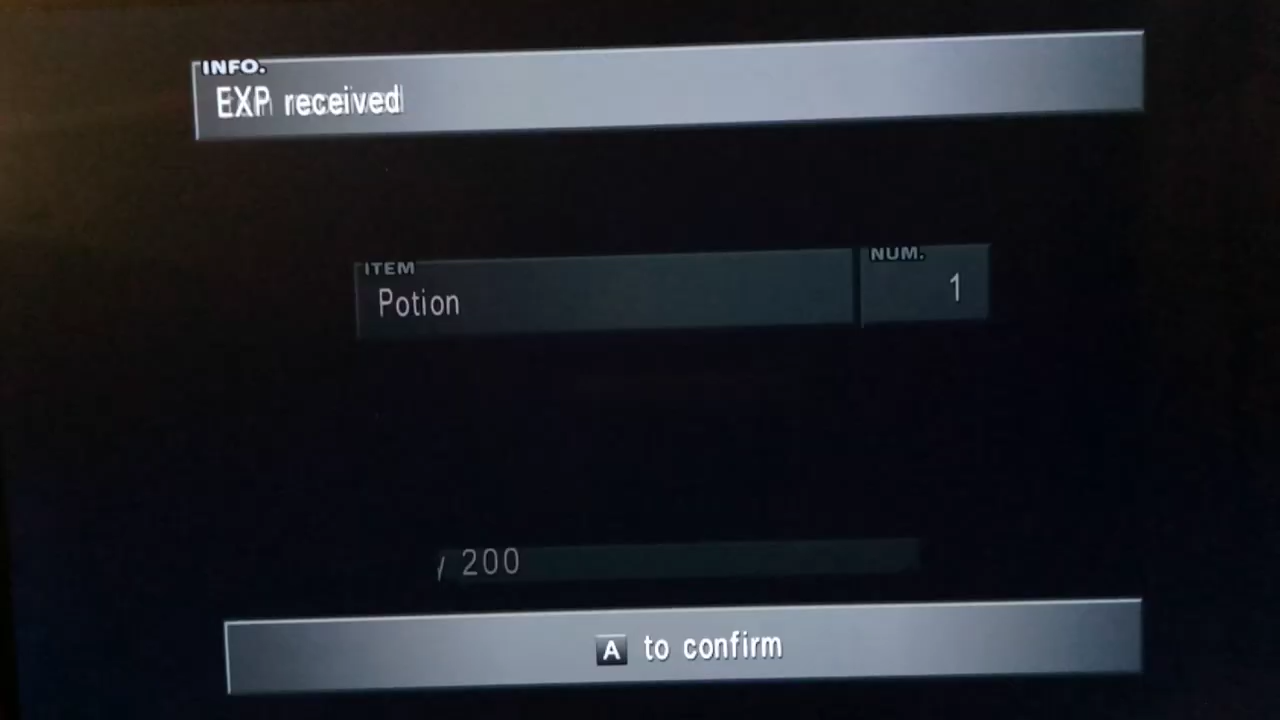 INFO.
EXP received
ITEM
Potion
NUM.
1
/ 200
A to confirm